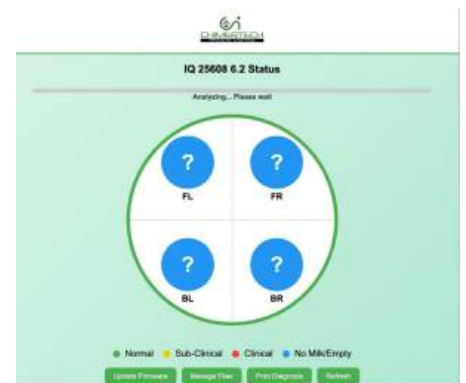 CHIMERTECH
IQ 25608 6.2 Status
Analyzing... Please wait
? ?
FL FR
? ?
BL BR
Normal Sub-Clinical Clinical No Milk/Empty
Update Firmware Manage Files Print Diagnosis Refresh